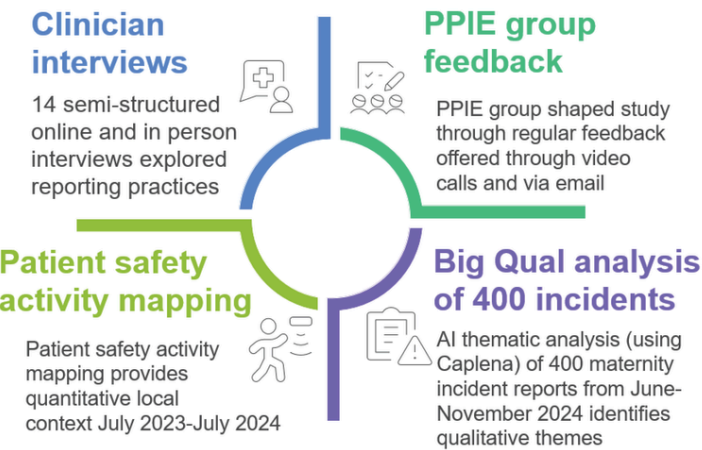 Clinician
interviews
14 semi-structured
online and in person
interviews explored
reporting practices
PPIE group
feedback
PPIE group shaped study
through regular feedback
offered through video
calls and via email
Patient safety
activity mapping
Patient safety activity
mapping provides
quantitative local
context July 2023-July 2024
Big Qual analysis
of 400 incidents
AI thematic analysis (using
Caplena) of 400 maternity
incident reports from June-
November 2024 identifies
qualitative themes